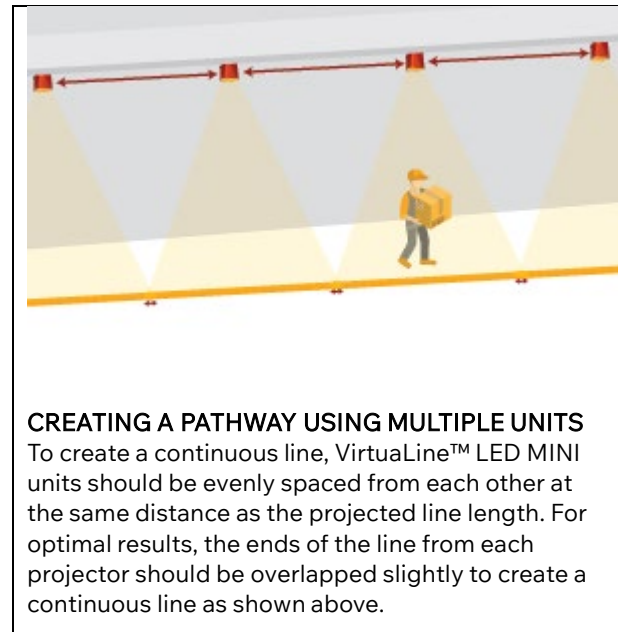 CREATING A PATHWAY USING MULTIPLE UNITS
To create a continuous line, VirtuaLine™ LED MINI
units should be evenly spaced from each other at
the same distance as the projected line length. For
optimal results, the ends of the line from each
projector should be overlapped slightly to create a
continuous line as shown above.